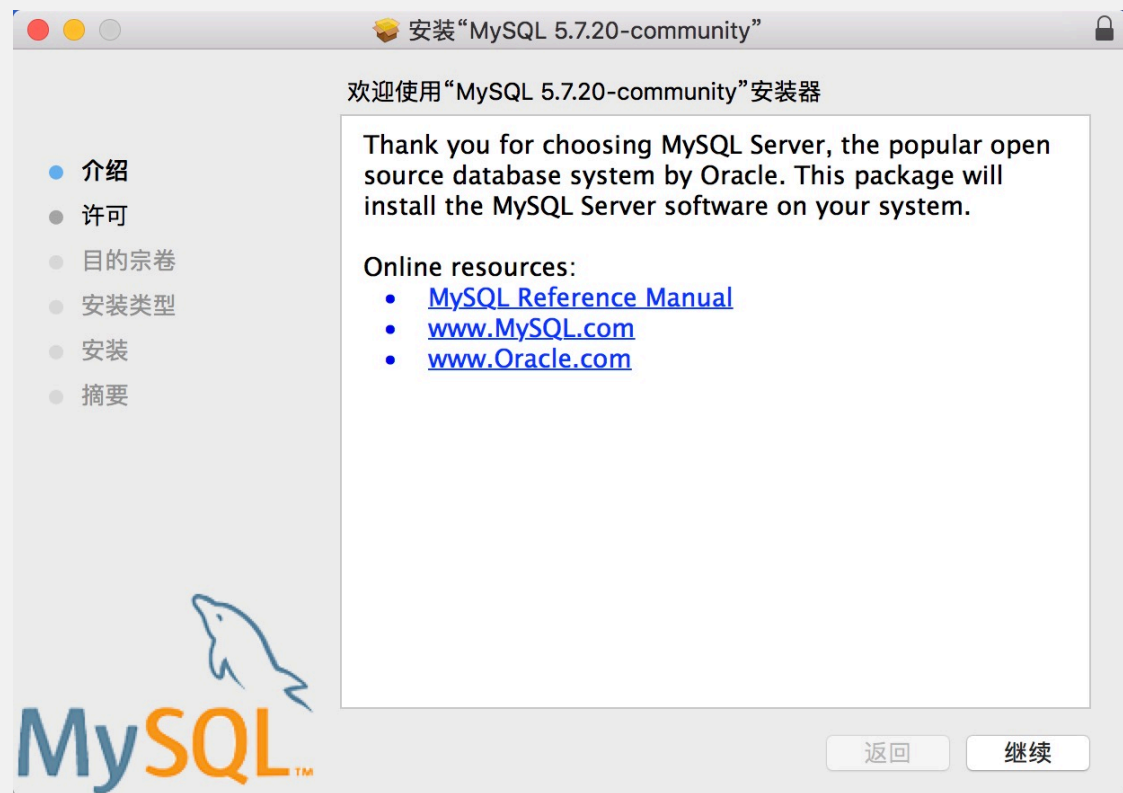 安装“MySQL 5.7.20-community”
欢迎使用“MySQL 5.7.20-community”安装器
介绍
许可
目的宗卷
安装类型
安装
摘要
Thank you for choosing MySQL Server, the popular open
source database system by Oracle. This package will
install the MySQL Server software on your system.
Online resources:
• MySQL Reference Manual
• www.MySQL.com
• www.Oracle.com
MySQL™
返回
继续